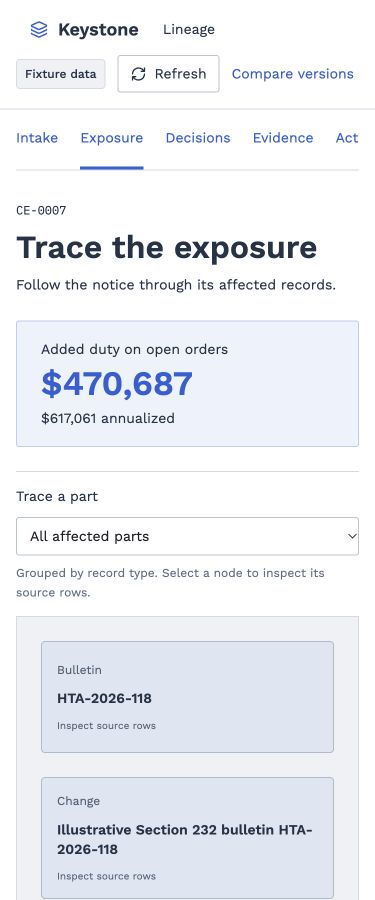 Keystone Lineage
Fixture data Refresh Compare versions
Intake Exposure Decisions Evidence Act
CE-0007
Trace the exposure
Follow the notice through its affected records.
Added duty on open orders
$470,687
$617,061 annualized
Trace a part
All affected parts
Grouped by record type. Select a node to inspect its
source rows.
Bulletin
HTA-2026-118
Inspect source rows
Change
Illustrative Section 232 bulletin HTA-
2026-118
Inspect source rows